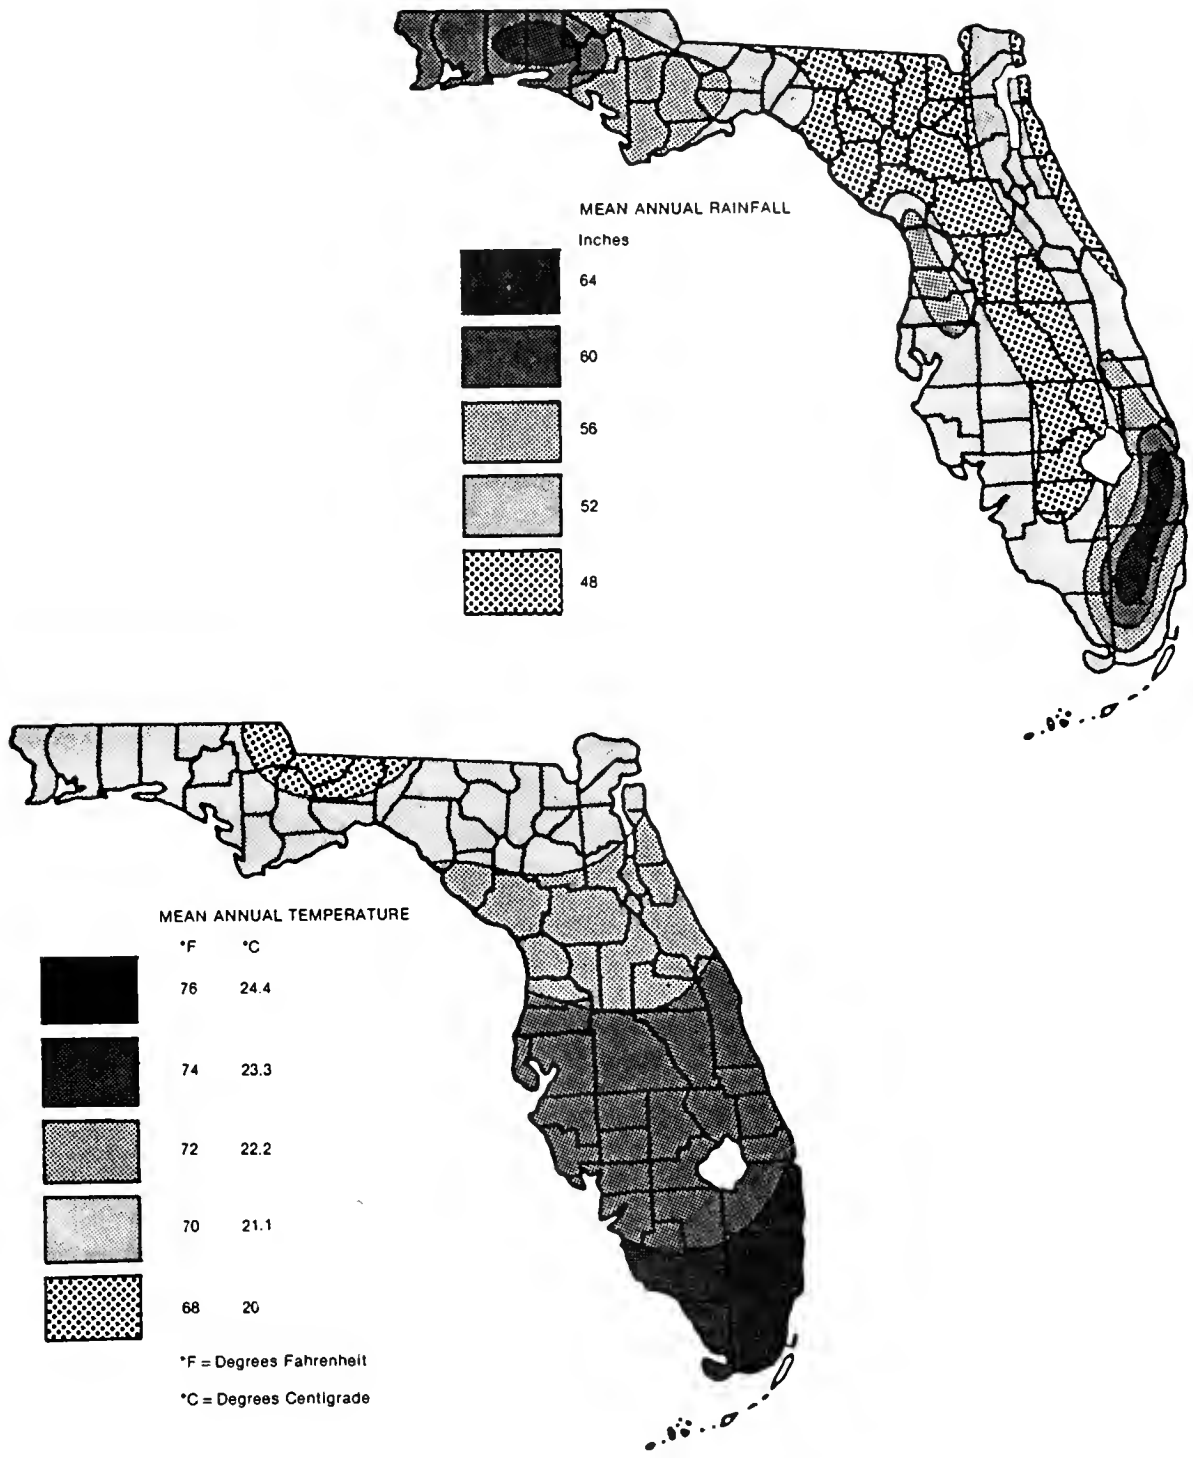 MEAN ANNUAL RAINFALL
Inches
64
60
56
52
48
MEAN ANNUAL TEMPERATURE
°F °C
76 24.4
74 23.3
72 22.2
70 21.1
68 20
°F = Degrees Fahrenheit
°C = Degrees Centigrade